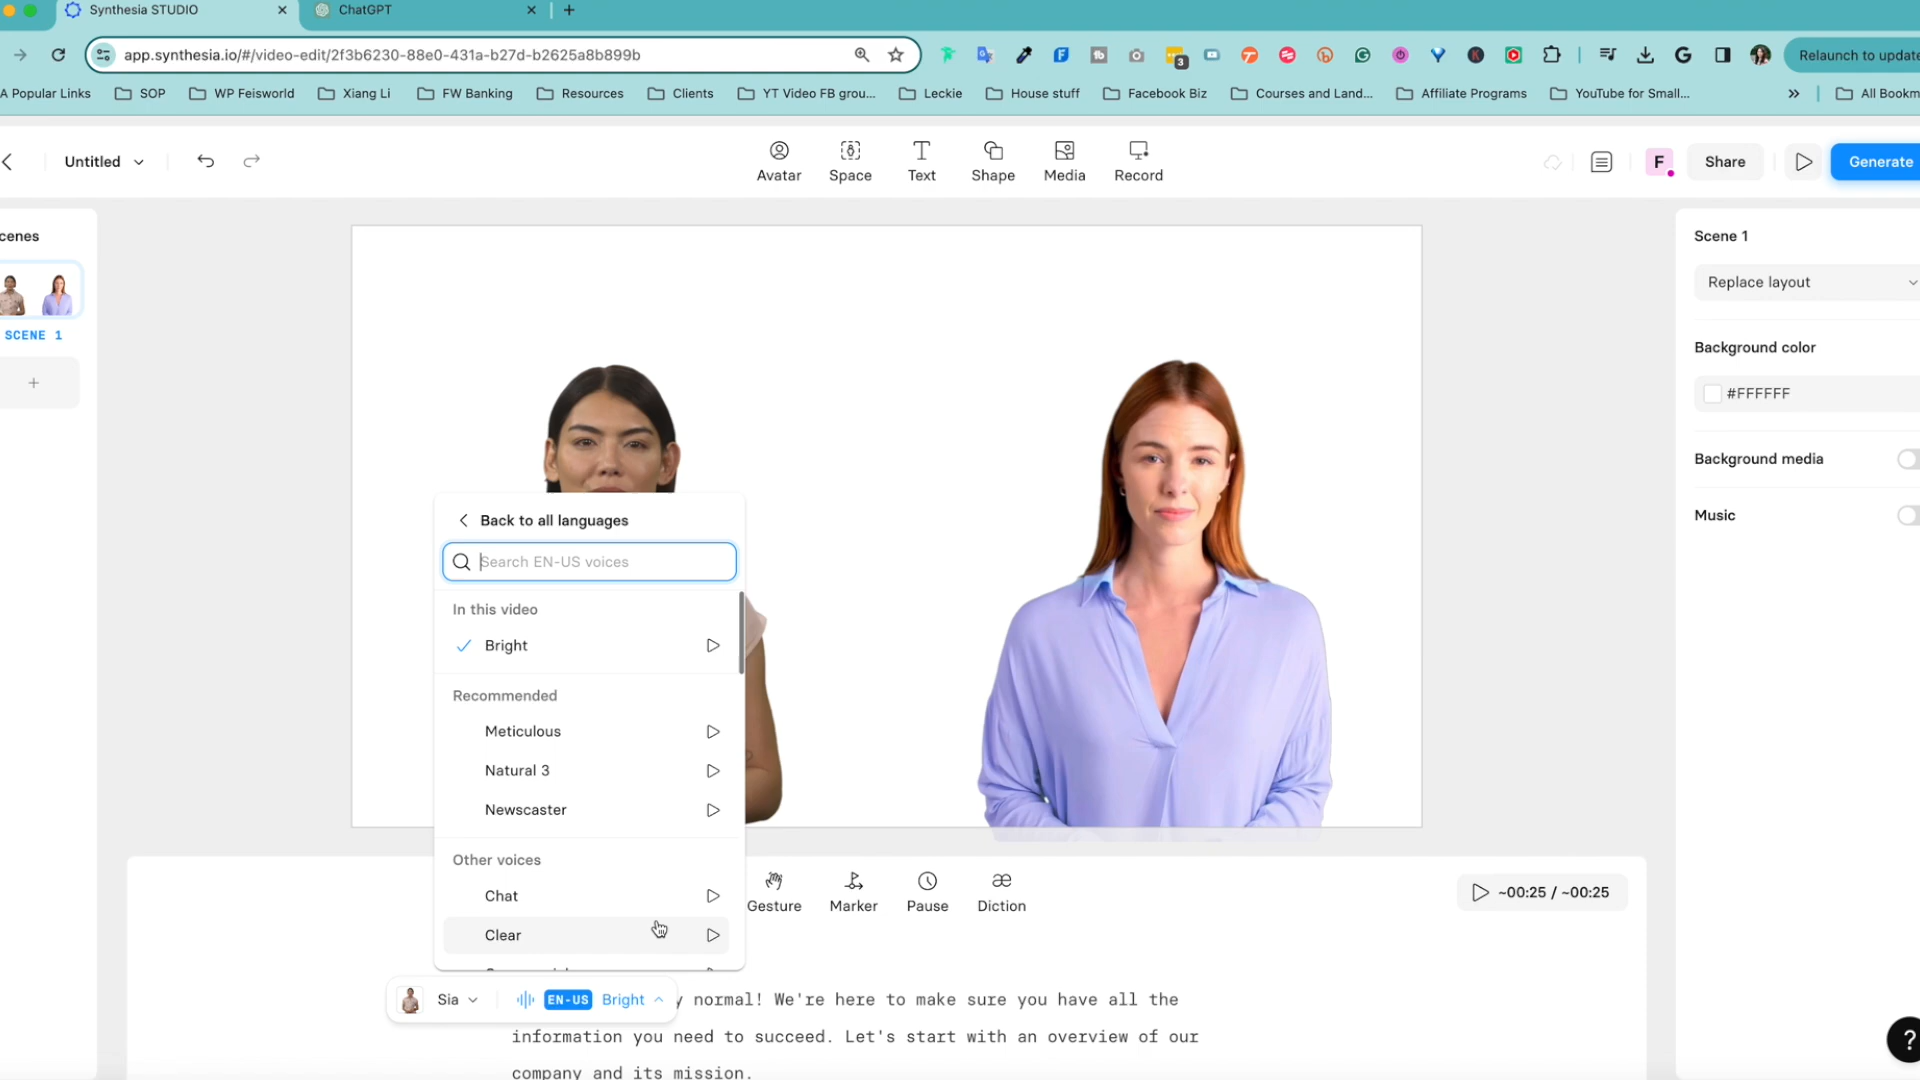 Synthesia STUDIO
ChatGPT
app.synthesia.io/#/video-edit/2f3b6230-88e0-431a-b27d-b2625a8b899b
3
Relaunch to update
A Popular Links
SOP
WP Feisworld
Xiang Li
FW Banking
Resources
Clients
YT Video FB grou...
Leckie
House stuff
Facebook Biz
Courses and Land...
Affiliate Programs
YouTube for Small...
All Bookm
Untitled
Avatar
Space
Text
Shape
Media
Record
F
Share
Generate
cenes
SCENE 1
Scene 1
Replace layout
Background color
#FFFFFF
Background media
Music
Back to all languages
Search EN-US voices
In this video
Bright
Recommended
Meticulous
Natural 3
Newscaster
Other voices
Chat
Clear
Gesture
Marker
Pause
Diction
~00:25 / ~00:25
Sia
EN-US
Bright
y normal! We're here to make sure you have all the
information you need to succeed. Let's start with an overview of our
company and its mission.
?